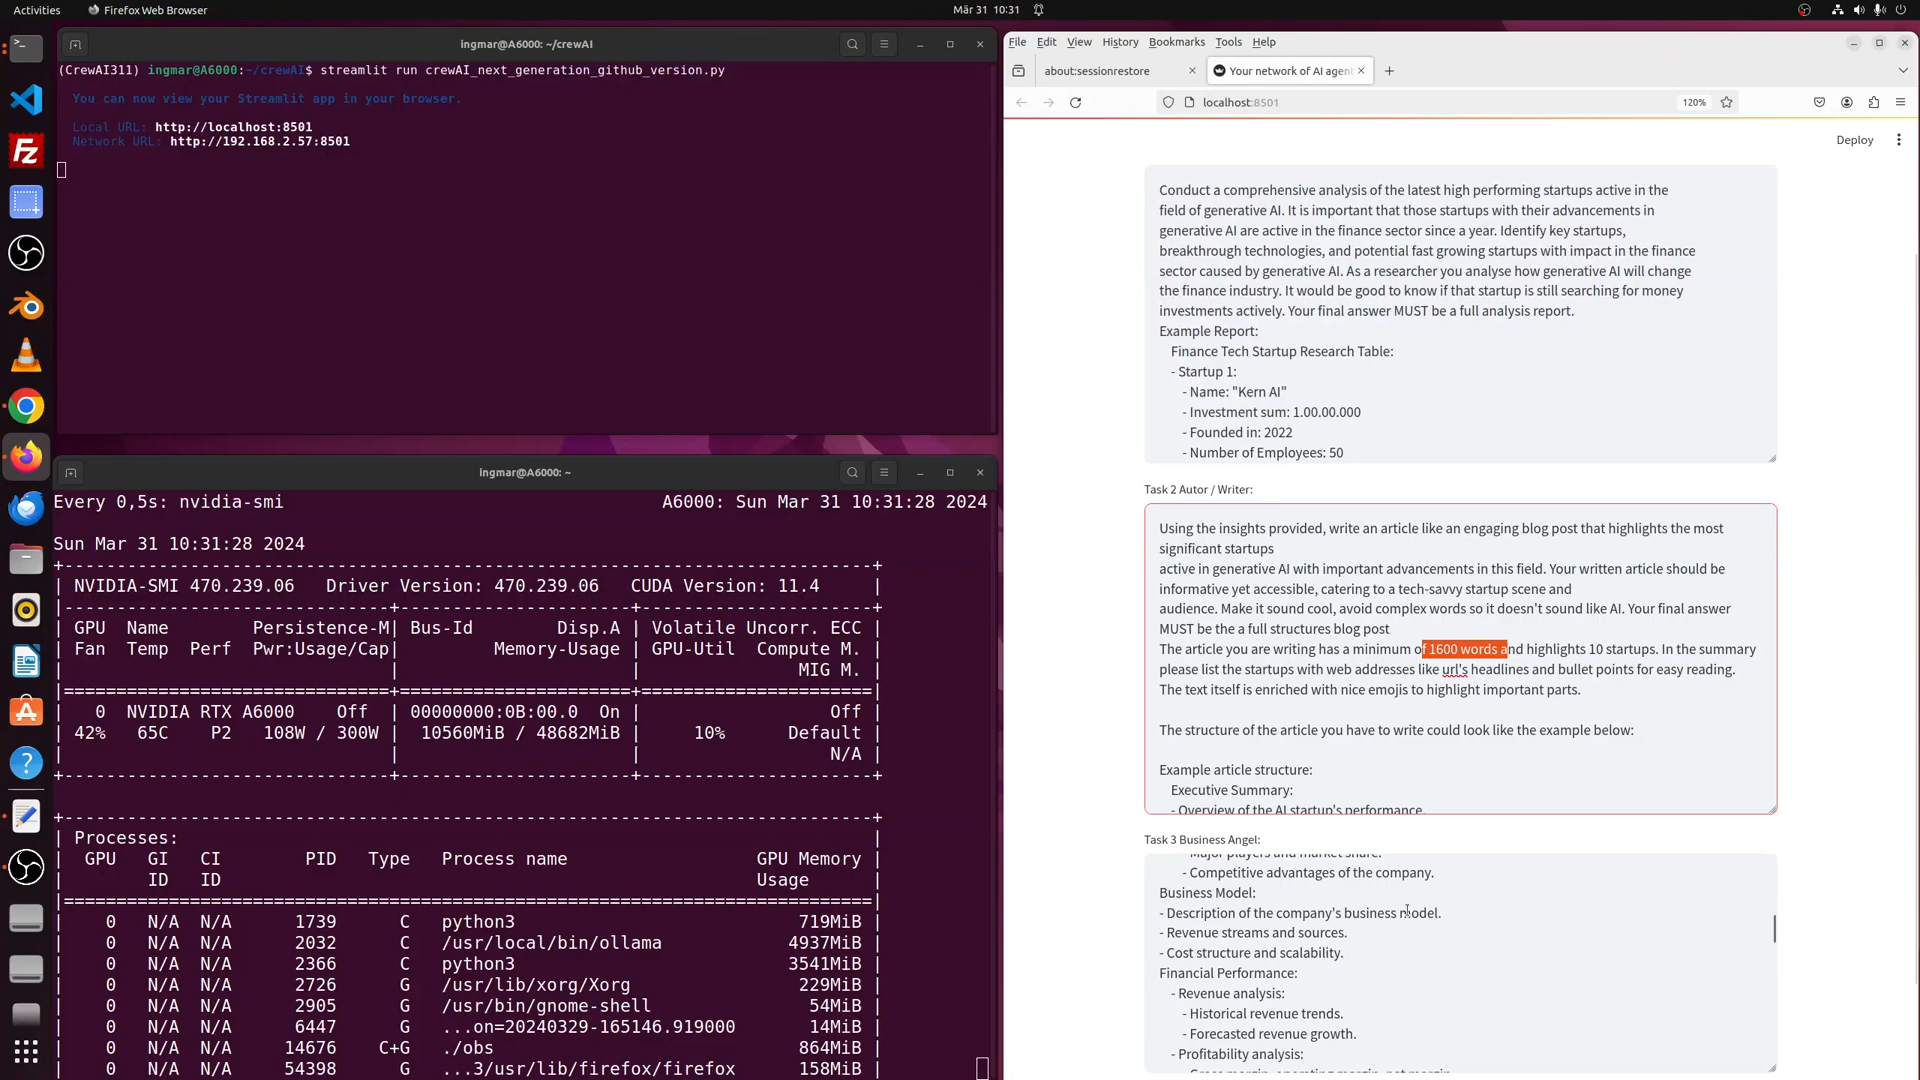 Activities
Firefox Web Browser
Mär 31 10:31
ingmar@A6000: ~/crewAI
(CrewAI311) ingmar@A6000:~/crewAI$ streamlit run crewAI_next_generation_github_version.py
You can now view your Streamlit app in your browser.
Local URL: http://localhost:8501
Network URL: http://192.168.2.57:8501
ingmar@A6000: ~
Every 0,5s: nvidia-smi A6000: Sun Mar 31 10:31:28 2024
Sun Mar 31 10:31:28 2024
+-----------------------------------------------------------------------------+
| NVIDIA-SMI 470.239.06 Driver Version: 470.239.06 CUDA Version: 11.4 |
|-------------------------------+----------------------+----------------------+
| GPU Name Persistence-M| Bus-Id Disp.A | Volatile Uncorr. ECC |
| Fan Temp Perf Pwr:Usage/Cap| Memory-Usage | GPU-Util Compute M. |
| | | MIG M. |
|===============================+======================+======================|
| 0 NVIDIA RTX A6000 Off | 00000000:0B:00.0 On | Off |
| 42% 65C P2 108W / 300W | 10560MiB / 48682MiB | 10% Default |
| | | N/A |
+-------------------------------+----------------------+----------------------+
+-----------------------------------------------------------------------------+
| Processes: |
| GPU GI CI PID Type Process name GPU Memory |
| ID ID Usage |
|=============================================================================|
| 0 N/A N/A 1739 C python3 719MiB |
| 0 N/A N/A 2032 C /usr/local/bin/ollama 4937MiB |
| 0 N/A N/A 2366 C python3 3541MiB |
| 0 N/A N/A 2726 G /usr/lib/xorg/Xorg 229MiB |
| 0 N/A N/A 2905 G /usr/bin/gnome-shell 54MiB |
| 0 N/A N/A 6447 G ...on=20240329-165146.919000 14MiB |
| 0 N/A N/A 14676 C+G ./obs 864MiB |
| 0 N/A N/A 54398 G ...3/usr/lib/firefox/firefox 158MiB |
File Edit View History Bookmarks Tools Help
about:sessionrestore
Your network of AI agent
localhost:8501
120%
Deploy
Conduct a comprehensive analysis of the latest high performing startups active in the
field of generative AI. It is important that those startups with their advancements in
generative AI are active in the finance sector since a year. Identify key startups,
breakthrough technologies, and potential fast growing startups with impact in the finance
sector caused by generative AI. As a researcher you analyse how generative AI will change
the finance industry. It would be good to know if that startup is still searching for money
investments actively. Your final answer MUST be a full analysis report.
Example Report:
Finance Tech Startup Research Table:
- Startup 1:
- Name: "Kern AI"
- Investment sum: 1.00.00.000
- Founded in: 2022
- Number of Employees: 50
Task 2 Autor / Writer:
Using the insights provided, write an article like an engaging blog post that highlights the most
significant startups
active in generative AI with important advancements in this field. Your written article should be
informative yet accessible, catering to a tech-savvy startup scene and
audience. Make it sound cool, avoid complex words so it doesn't sound like AI. Your final answer
MUST be the a full structures blog post
The article you are writing has a minimum of 1600 words and highlights 10 startups. In the summary
please list the startups with web addresses like url's headlines and bullet points for easy reading.
The text itself is enriched with nice emojis to highlight important parts.
The structure of the article you have to write could look like the example below:
Example article structure:
Executive Summary:
- Overview of the AI startup's performance.
Task 3 Business Angel:
- Major players and market share.
- Competitive advantages of the company.
Business Model:
- Description of the company's business model.
- Revenue streams and sources.
- Cost structure and scalability.
Financial Performance:
- Revenue analysis:
- Historical revenue trends.
- Forecasted revenue growth.
- Profitability analysis: